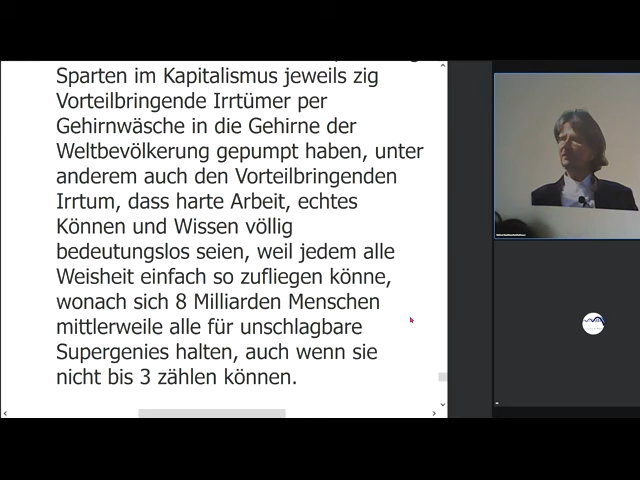 Sparten im Kapitalismus jeweils zig
Vorteilbringende Irrtümer per
Gehirnwäsche in die Gehirne der
Weltbevölkerung gepumpt haben, unter
anderem auch den Vorteilbringenden
Irrtum, dass harte Arbeit, echtes
Können und Wissen völlig
bedeutungslos seien, weil jedem alle
Weisheit einfach so zufliegen könne,
wonach sich 8 Milliarden Menschen
mittlerweile alle für unschlagbare
Supergenies halten, auch wenn sie
nicht bis 3 zählen können.